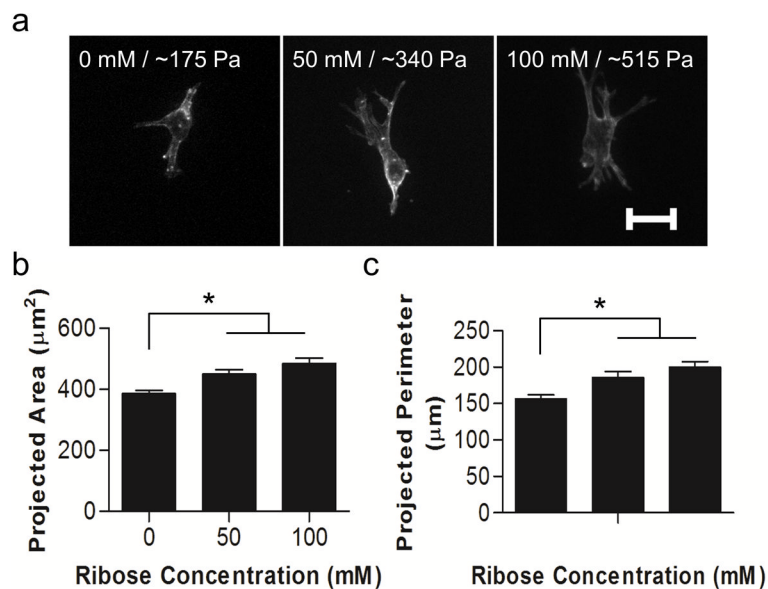 a
0 mM / ~175 Pa
50 mM / ~340 Pa
100 mM / ~515 Pa
b
Projected Area (μm²)
600
400
200
0
*
0
50
100
Ribose Concentration (mM)
c
Projected Perimeter
(μm)
250
200
150
100
50
0
*
Ribose Concentration (mM)